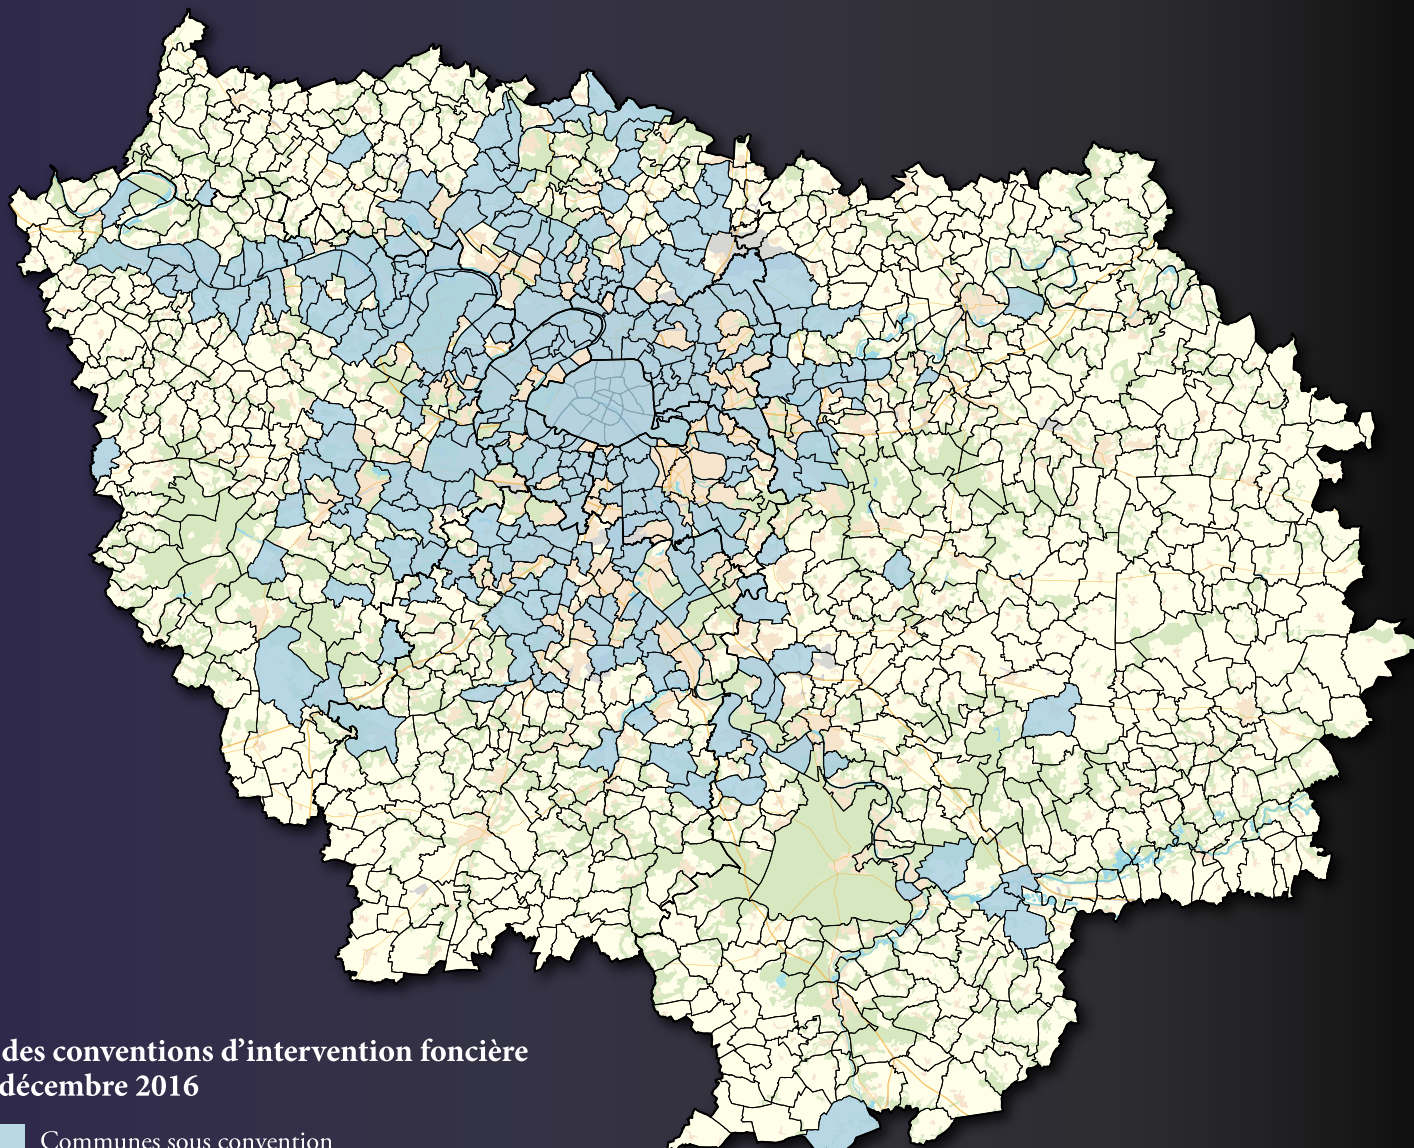 des conventions d’intervention foncière
décembre 2016
Communes sous convention